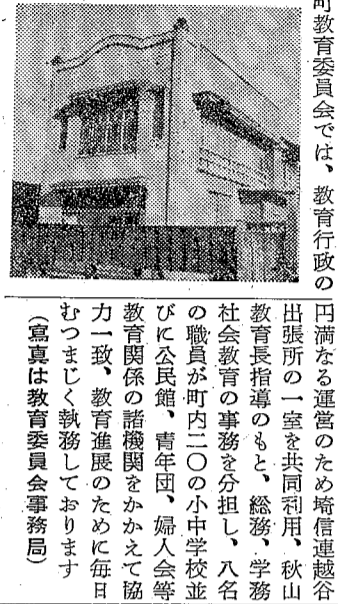 町教育委員会では、教育行政の
円満なる運営のため埼信連越谷
出張所の一室を共同利用、秋山
教育長指導のもと、総務、学務
社会教育の事務を分担し、八名
の職員が町内二〇の小中学校並
びに公民館、青年団、婦人会等
教育関係の諸機関をかかえて協
力一致、教育進展のために毎日
むつまじく執務しております
（寫真は教育委員会事務局）